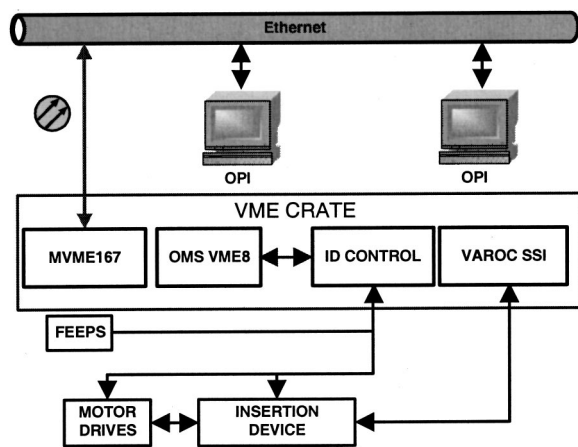 Ethernet
OPI
OPI
VME CRATE
MVME167
OMS VME8
ID CONTROL
VAROC SSI
FEEPS
MOTOR
DRIVES
INSERTION
DEVICE